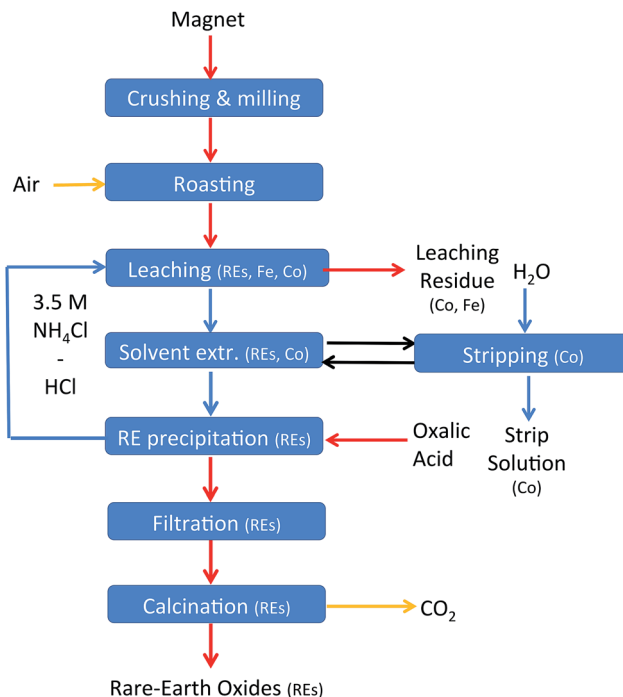 Magnet
Crushing & milling
Air
Roasting
Leaching (REs, Fe, Co)
Leaching
Residue
(Co, Fe)
H₂O
3.5 M
NH₄Cl
-
HCl
Solvent extr. (REs, Co)
Stripping (Co)
RE precipitation (REs)
Oxalic
Acid
Strip
Solution
(Co)
Filtration (REs)
Calcination (REs)
CO₂
Rare-Earth Oxides (REs)